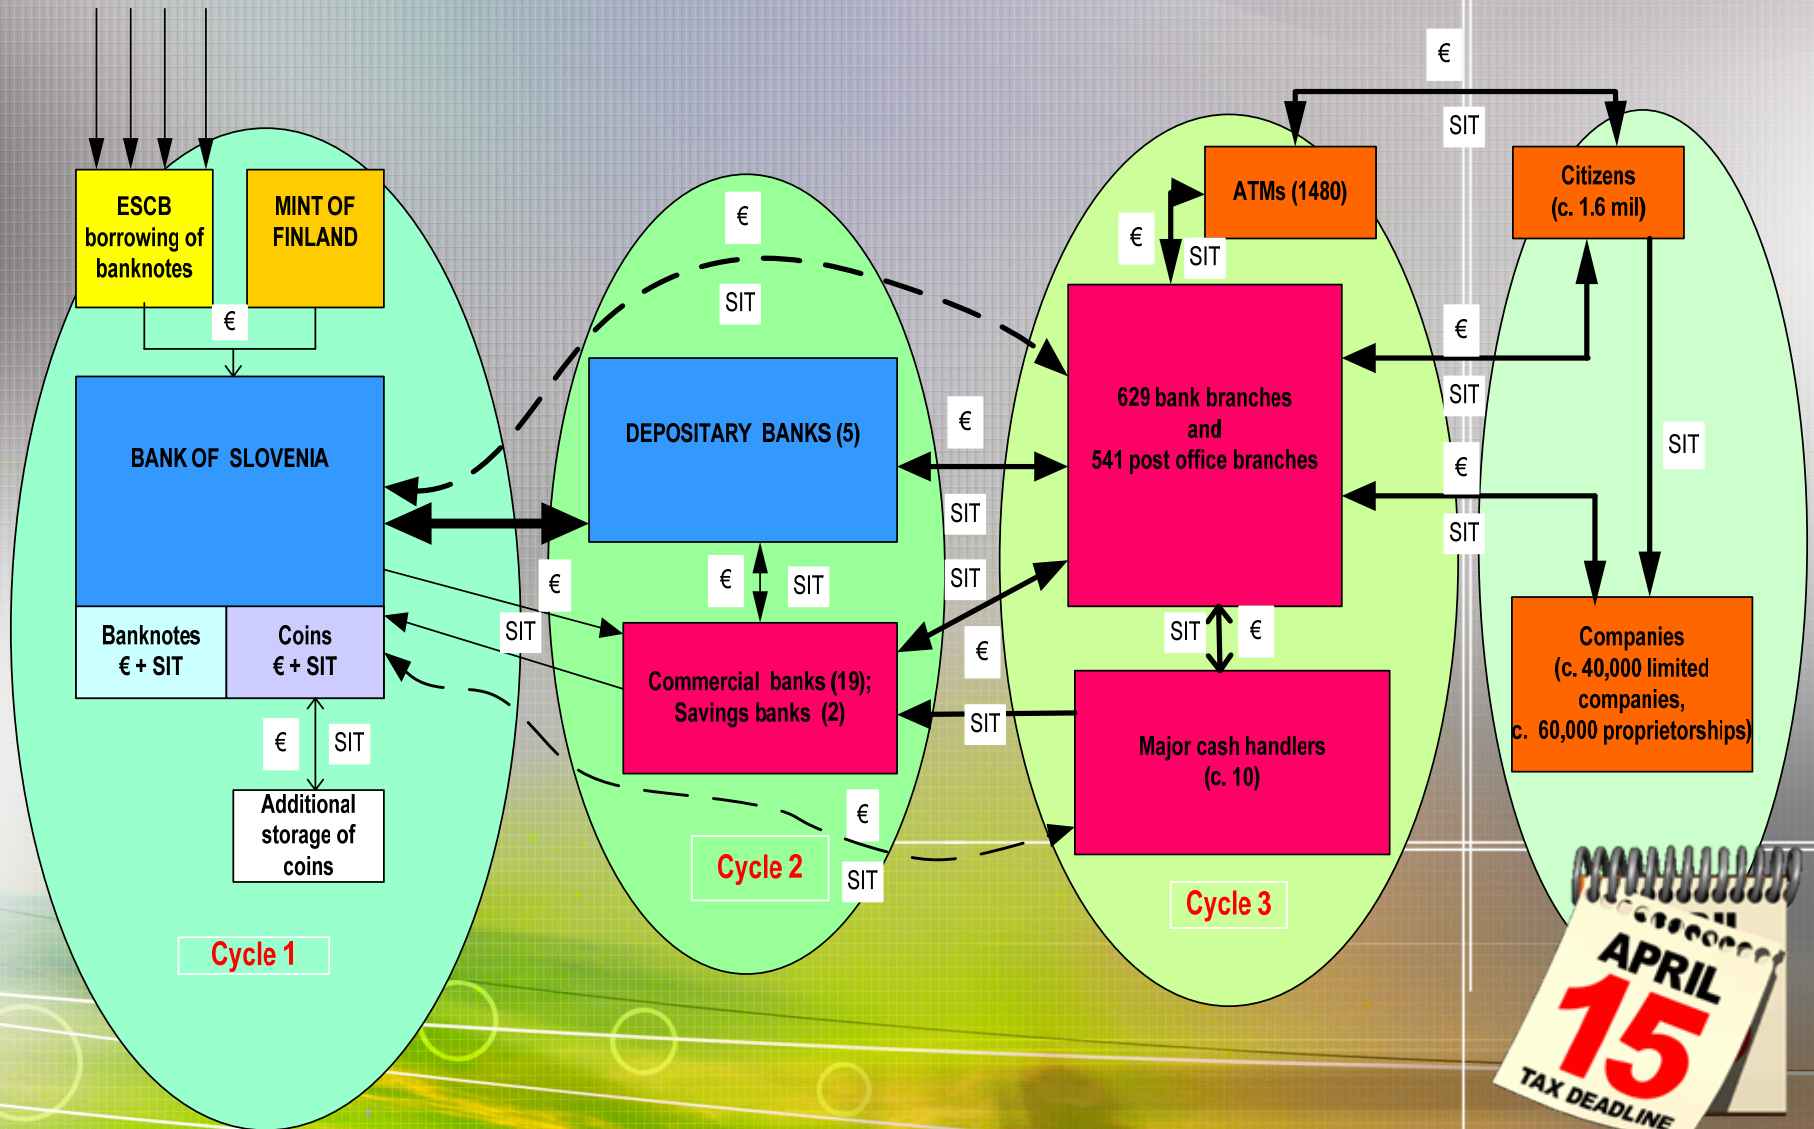 €
SIT
ESCB
borrowing of
banknotes
MINT OF
FINLAND
€
BANK OF SLOVENIA
Banknotes
€ + SIT
Coins
€ + SIT
€
SIT
Additional
storage of
coins
Cycle 1
€
SIT
DEPOSITARY BANKS (5)
€
SIT
€
SIT
Commercial banks (19);
Savings banks (2)
€
SIT
Cycle 2
€
SIT
SIT
€
SIT
ATMs (1480)
€
SIT
629 bank branches
and
541 post office branches
SIT
€
Major cash handlers
(c. 10)
Cycle 3
€
SIT
€
SIT
Citizens
(c. 1.6 mil)
SIT
Companies
(c. 40,000 limited
companies,
c. 60,000 proprietorships)
APRIL
15
TAX DEADLINE